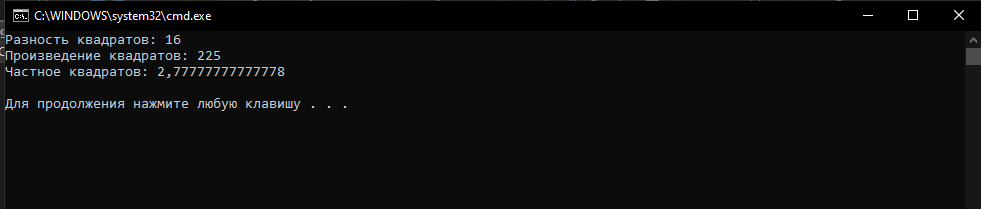 C:\WINDOWS\system32\cmd.exe
Разность квадратов: 16
Произведение квадратов: 225
Частное квадратов: 2,77777777777778
Для продолжения нажмите любую клавишу . . .